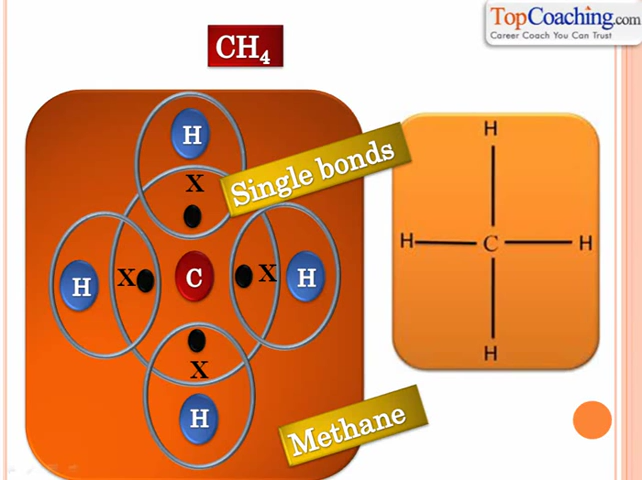 TopCoaching.com
Career Coach You Can Trust
CH₄
H
X
Single bonds
H X C X H
X
H
Methane
H
H C H
H